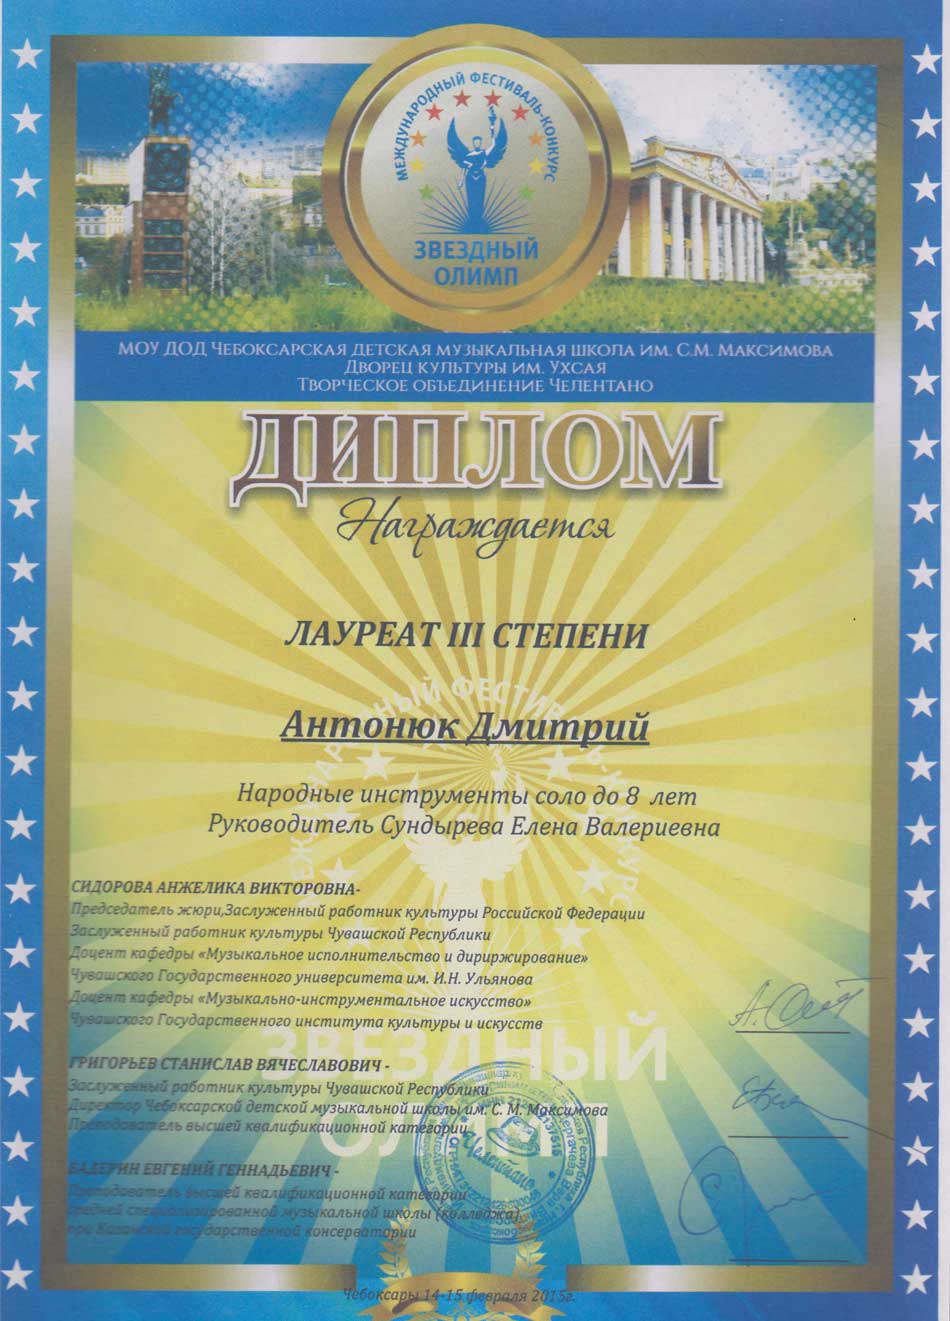 МЕЖДУНАРОДНЫЙ ФЕСТИВАЛЬ-КОНКУРС
ЗВЕЗДНЫЙ
ОЛИМП
МОУ ДОД Чебоксарская детская музыкальная школа им. С.М. Максимова
Дворец культуры им. Ухсая
Творческое объединение Челентано
ДИПЛОМ
Награждается
ЛАУРЕАТ III СТЕПЕНИ
Антонюк Дмитрий
Народные инструменты соло до 8 лет
Руководитель Сундырева Елена Валериевна
СИДОРОВА АНЖЕЛИКА ВИКТОРОВНА-
Председатель жюри,Заслуженный работник культуры Российской Федерации
Заслуженный работник культуры Чувашской Республики
Доцент кафедры «Музыкальное исполнительство и дириржирование»
Чувашского Государственного университета им. И.Н. Ульянова
Доцент кафедры «Музыкально-инструментальное искусство»
Чувашского Государственного института культуры и искусств
ЗВЕЗДНЫЙ
ОЛИМП
ГРИГОРЬЕВ СТАНИСЛАВ ВЯЧЕСЛАВОВИЧ -
Заслуженный работник культуры Чувашской Республики
Директор Чебоксарской детской музыкальной школы им. С. М. Максимова
Преподаватель высшей квалификационной категории
Челентано
БАДЕРИН ЕВГЕНИЙ ГЕННАДЬЕВИЧ -
Преподаватель высшей квалификационной категории
средней специализированной музыкальной школы (колледжа),
при Казанской государственной консерватории
Чебоксары 14-15 февраля 2015г.